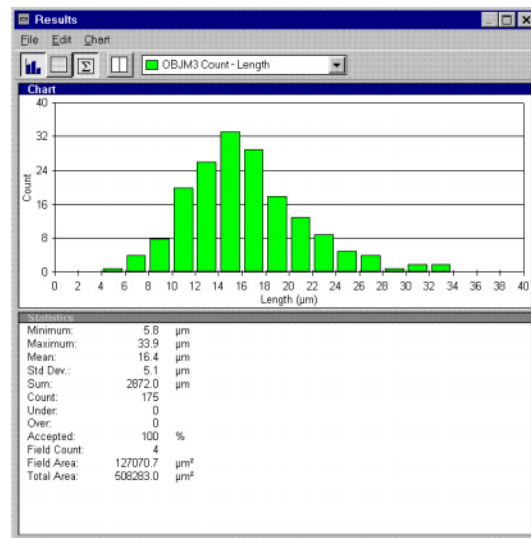 Results
File Edit Chart
Σ OBJM3 Count - Length
Chart
40
32
24
16
8
0
Count
0 2 4 6 8 10 12 14 16 18 20 22 24 26 28 30 32 34 36 38 40
Length (µm)
Statistics
Minimum: 5.8 µm
Maximum: 33.9 µm
Mean: 16.4 µm
Std Dev.: 5.1 µm
Sum: 2872.0 µm
Count: 175
Under: 0
Over: 0
Accepted: 100 %
Field Count: 4
Field Area: 127070.7 µm²
Total Area: 508283.0 µm²